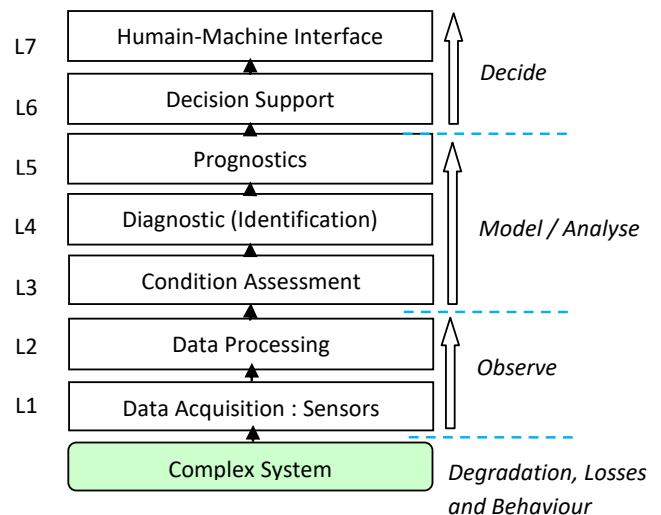 L7
Humain-Machine Interface
Decide
L6
Decision Support
L5
Prognostics
L4
Diagnostic (Identification)
Model / Analyse
L3
Condition Assessment
L2
Data Processing
Observe
L1
Data Acquisition : Sensors
Complex System
Degradation, Losses
and Behaviour